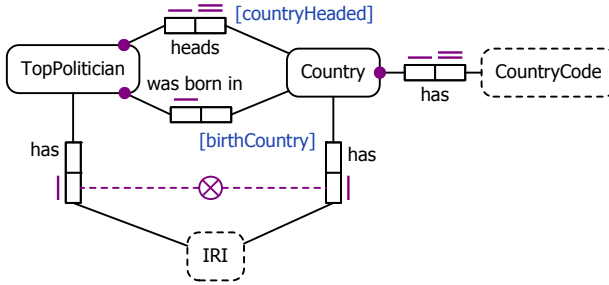 [countryHeaded]
heads
TopPolitician
was born in
Country
CountryCode
has
[birthCountry]
has
has
IRI